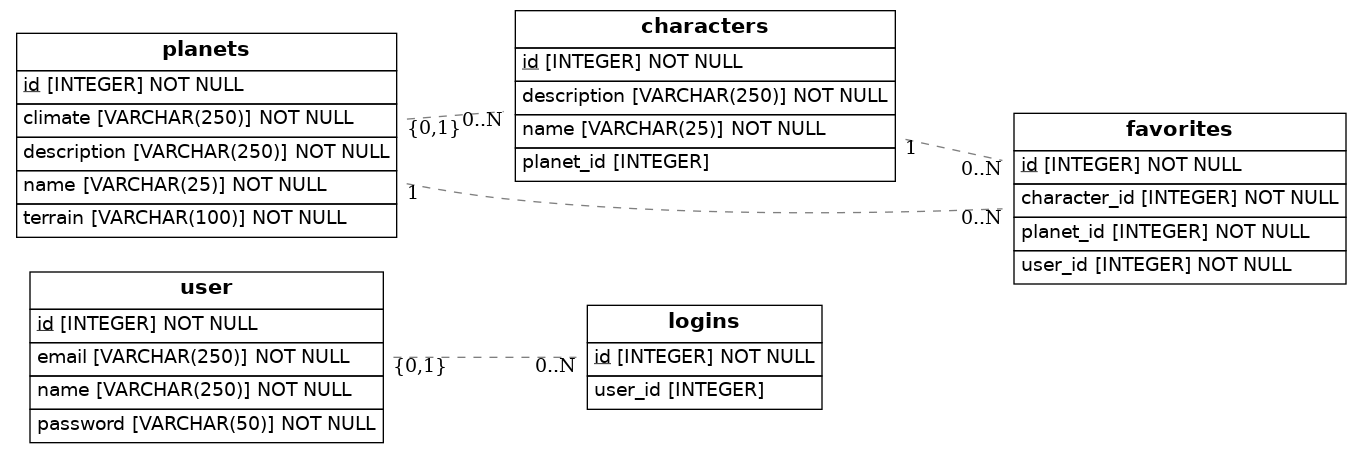 planets
id [INTEGER] NOT NULL
climate [VARCHAR(250)] NOT NULL
description [VARCHAR(250)] NOT NULL
name [VARCHAR(25)] NOT NULL
terrain [VARCHAR(100)] NOT NULL
{0,1}
0..N
characters
id [INTEGER] NOT NULL
description [VARCHAR(250)] NOT NULL
name [VARCHAR(25)] NOT NULL
planet_id [INTEGER]
1
0..N
1
0..N
favorites
id [INTEGER] NOT NULL
character_id [INTEGER] NOT NULL
planet_id [INTEGER] NOT NULL
user_id [INTEGER] NOT NULL
user
id [INTEGER] NOT NULL
email [VARCHAR(250)] NOT NULL
name [VARCHAR(250)] NOT NULL
password [VARCHAR(50)] NOT NULL
{0,1}
0..N
logins
id [INTEGER] NOT NULL
user_id [INTEGER]